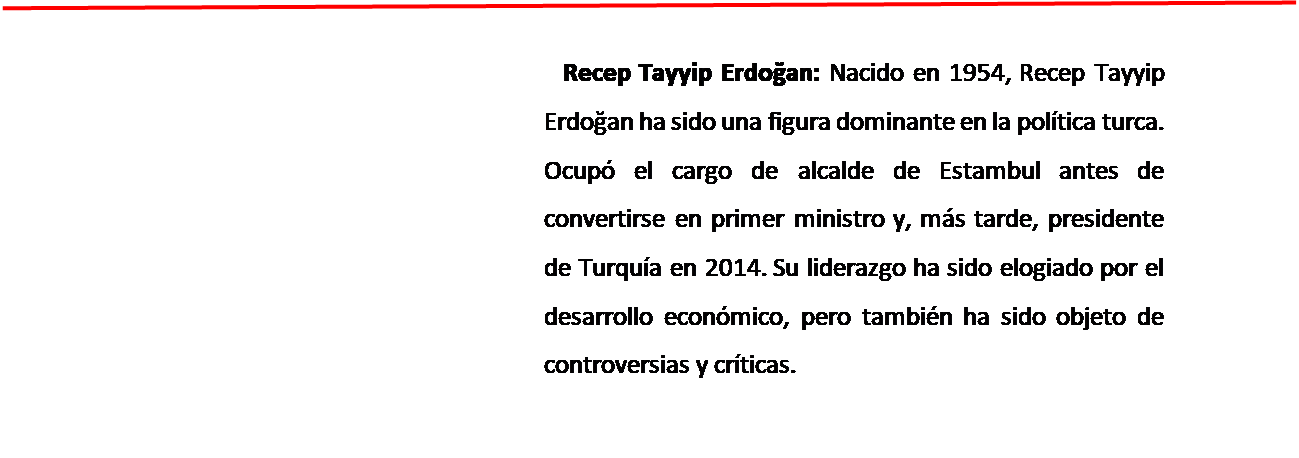 Recep Tayyip Erdoğan: Nacido en 1954, Recep Tayyip
Erdoğan ha sido una figura dominante en la política turca.
Ocupó el cargo de alcalde de Estambul antes de
convertirse en primer ministro y, más tarde, presidente
de Turquía en 2014. Su liderazgo ha sido elogiado por el
desarrollo económico, pero también ha sido objeto de
controversias y críticas.